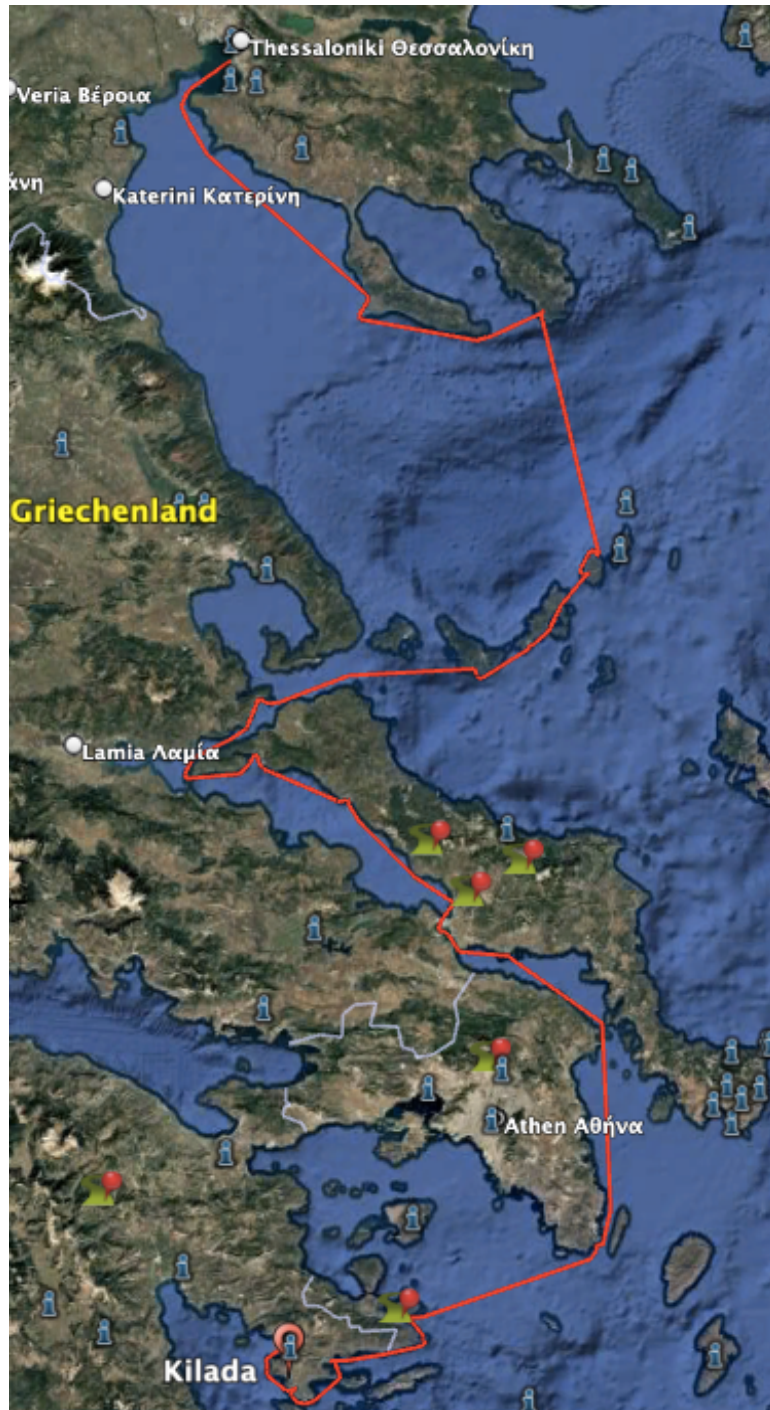 Thessaloniki Θεσσαλονίκη
Veria Βέροια
άνη
Katerini Κατερίνη
Griechenland
Lamia Λαμία
Athen Αθήνα
Kilada